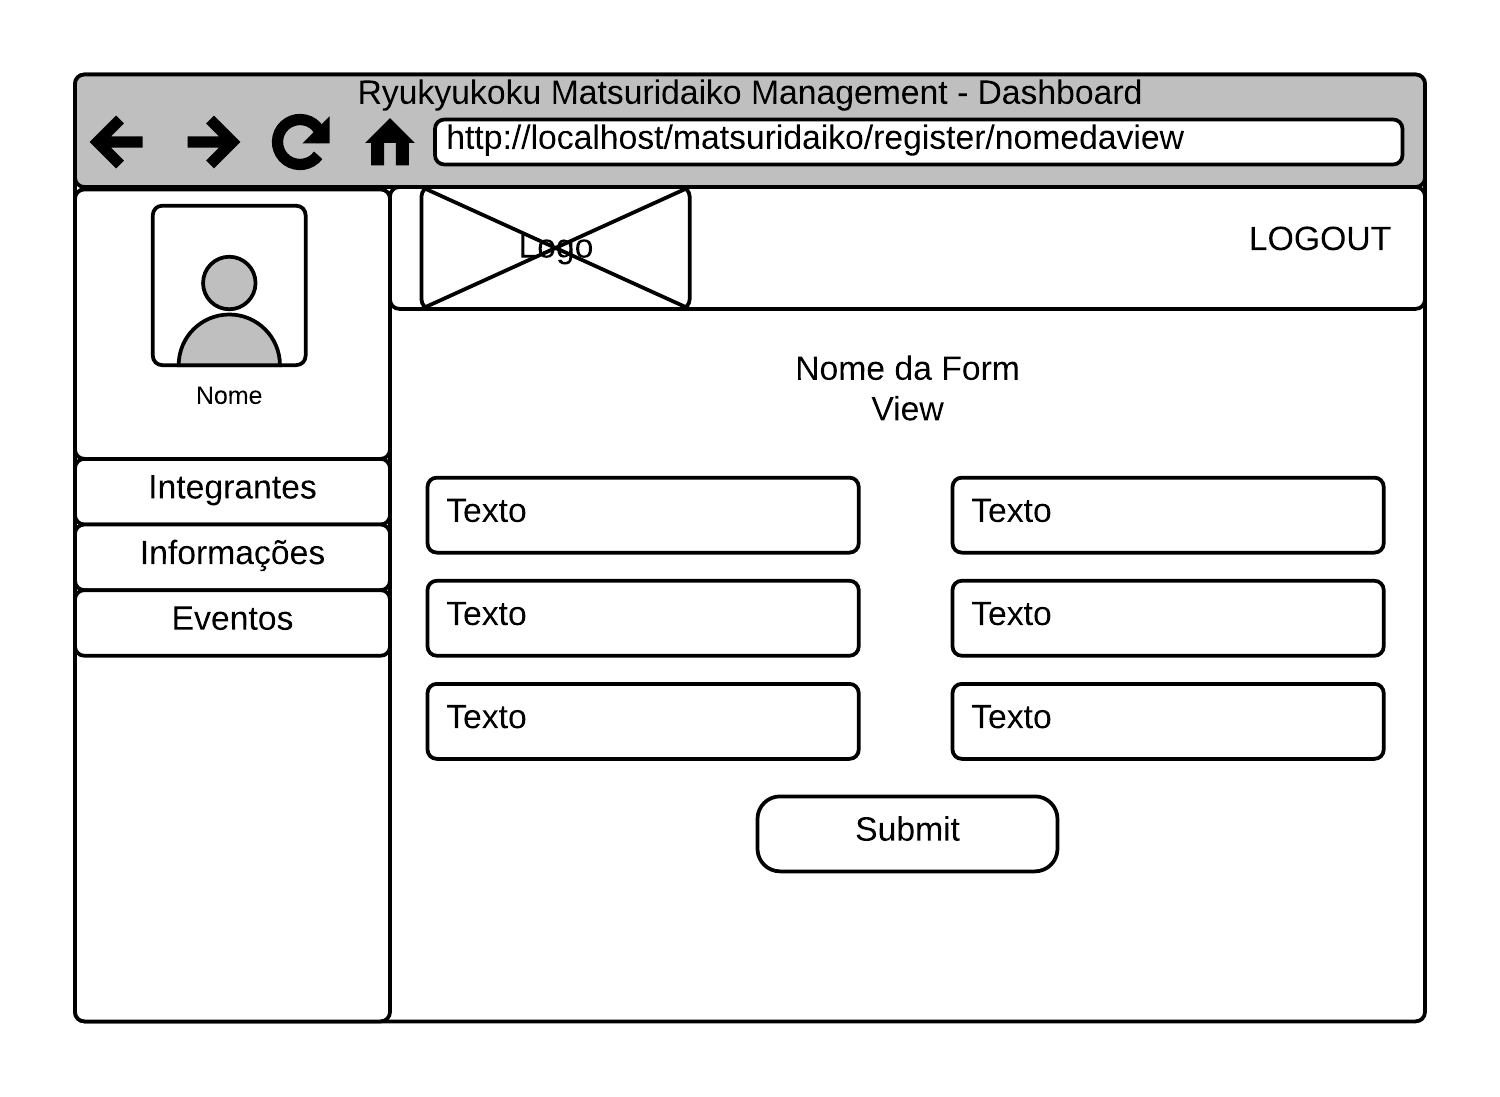 Ryukyukoku Matsuridaiko Management - Dashboard
http://localhost/matsuridaiko/register/nomedaview
Logo
LOGOUT
Nome
Integrantes
Informações
Eventos
Nome da Form
View
Texto
Texto
Texto
Texto
Texto
Texto
Submit